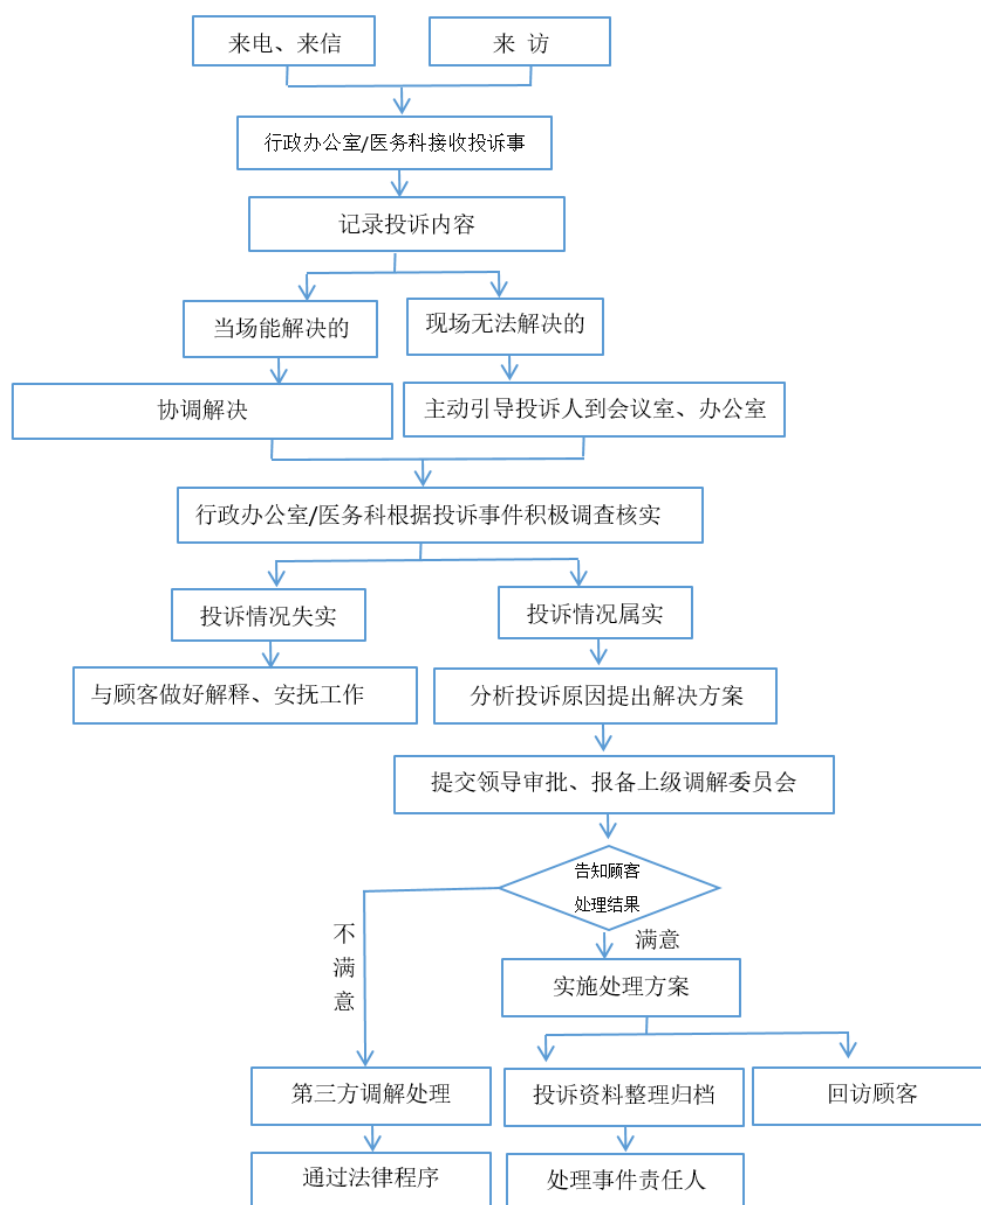 来电、来信
来 访
行政办公室/医务科接收投诉事
记录投诉内容
当场能解决的
现场无法解决的
协调解决
主动引导投诉人到会议室、办公室
行政办公室/医务科根据投诉事件积极调查核实
投诉情况失实
投诉情况属实
与顾客做好解释、安抚工作
分析投诉原因提出解决方案
提交领导审批、报备上级调解委员会
告知顾客
处理结果
不
满
意
满意
实施处理方案
第三方调解处理
投诉资料整理归档
回访顾客
通过法律程序
处理事件责任人